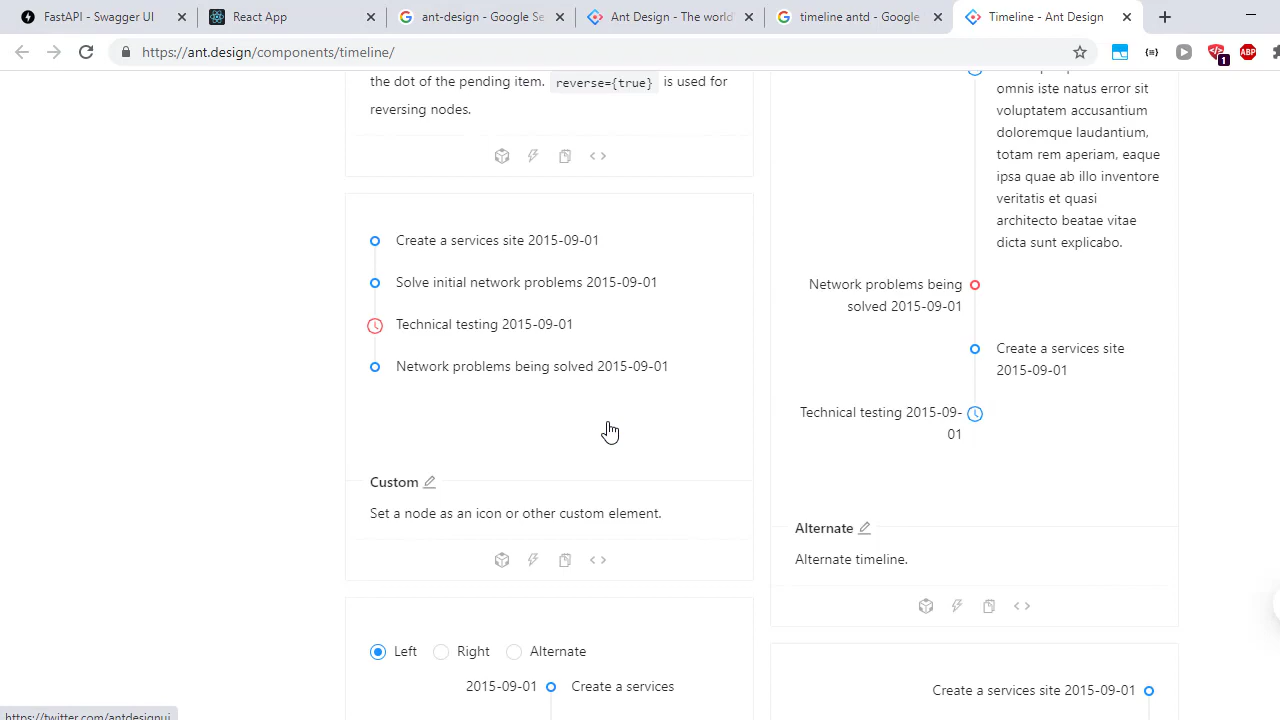 FastAPI - Swagger UI
React App
ant-design - Google Se
Ant Design - The world'
timeline antd - Google
Timeline - Ant Design
https://ant.design/components/timeline/
1
ABP
the dot of the pending item. reverse={true} is used for
reversing nodes.
Create a services site 2015-09-01
Solve initial network problems 2015-09-01
Technical testing 2015-09-01
Network problems being solved 2015-09-01
Custom
Set a node as an icon or other custom element.
Left
Right
Alternate
2015-09-01
Create a services
omnis iste natus error sit
voluptatem accusantium
doloremque laudantium,
totam rem aperiam, eaque
ipsa quae ab illo inventore
veritatis et quasi
architecto beatae vitae
dicta sunt explicabo.
Network problems being
solved 2015-09-01
Create a services site
2015-09-01
Technical testing 2015-09-
01
Alternate
Alternate timeline.
Create a services site 2015-09-01
https://twitter.com/antdesignui